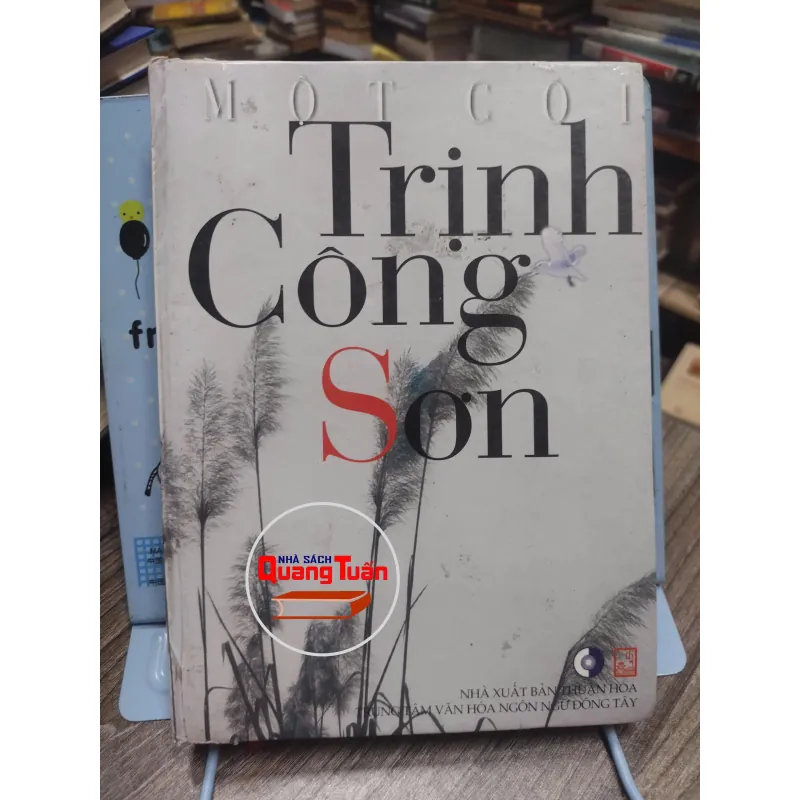 MỘT CÕI
Trịnh
Công
Sơn
fr
NHÀ SÁCH
Quang Tuấn
NHÀ XUẤT BẢN THUẬN HÓA
TRUNG TÂM VĂN HÓA NGÔN NGỮ ĐÔNG TÂY